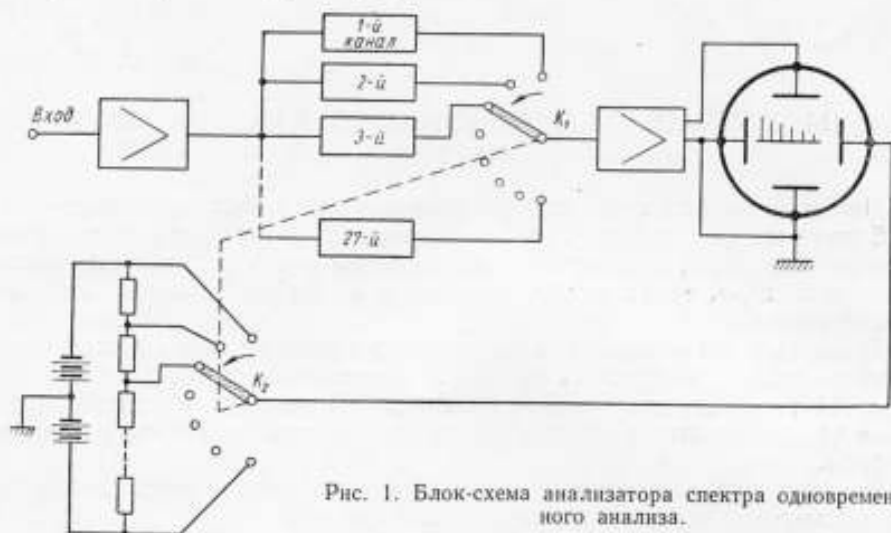 1-й
канал
2-й
Вход
3-й
K₁
27-й
K₂
Рис. 1. Блок-схема анализатора спектра одновремен-
ного анализа.